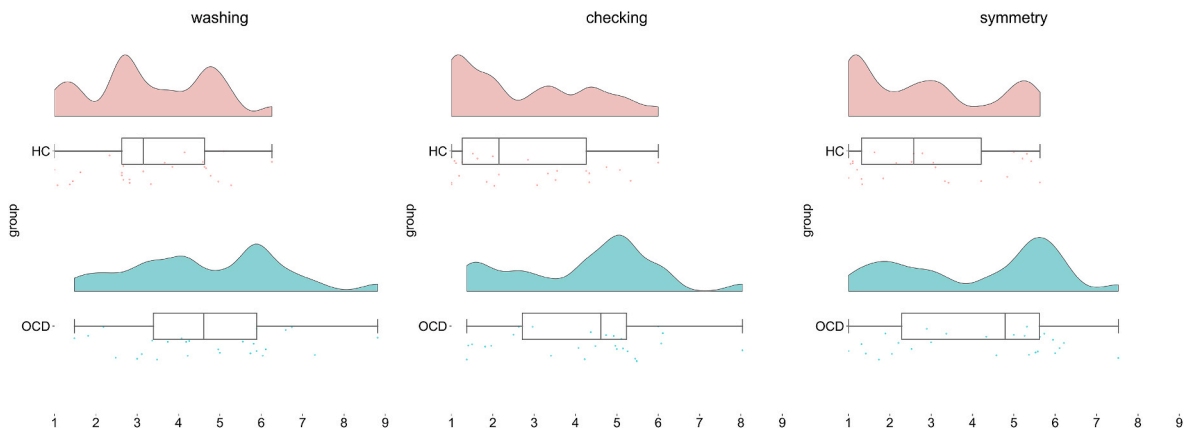 washing
HC
group
OCD
1 2 3 4 5 6 7 8 9
checking
HC
group
OCD
1 2 3 4 5 6 7 8 9
symmetry
HC
group
OCD
1 2 3 4 5 6 7 8 9